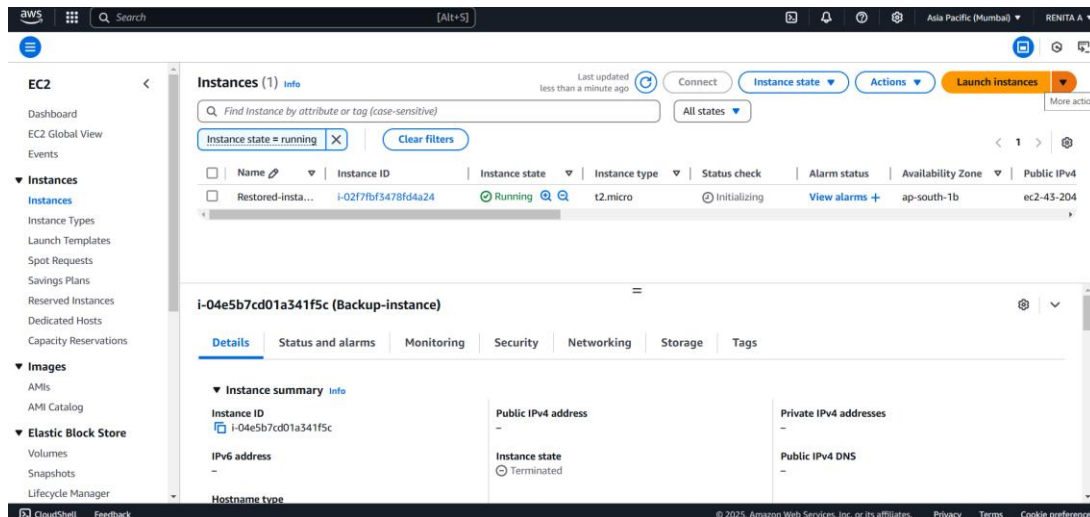 aws Search [Alt+S] Asia Pacific (Mumbai) RENITA A
EC2
Dashboard
EC2 Global View
Events
Instances
Instances
Instance Types
Launch Templates
Spot Requests
Savings Plans
Reserved Instances
Dedicated Hosts
Capacity Reservations
Images
AMIs
AMI Catalog
Elastic Block Store
Volumes
Snapshots
Lifecycle Manager
Instances (1) Info Last updated less than a minute ago Connect Instance state Actions Launch instances
More actio
Find Instance by attribute or tag (case-sensitive) All states
Instance state = running Clear filters 1
Name Instance ID Instance state Instance type Status check Alarm status Availability Zone Public IPv4
Restored-insta... i-02f7fbf3478fd4a24 Running t2.micro Initializing View alarms + ap-south-1b ec2-43-204
i-04e5b7cd01a341f5c (Backup-instance)
Details Status and alarms Monitoring Security Networking Storage Tags
Instance summary Info
Instance ID Public IPv4 address Private IPv4 addresses
i-04e5b7cd01a341f5c – –
IPv6 address Instance state Public IPv4 DNS
– Terminated –
Hostname type
CloudShell Feedback © 2025, Amazon Web Services, Inc. or its affiliates. Privacy Terms Cookie preference